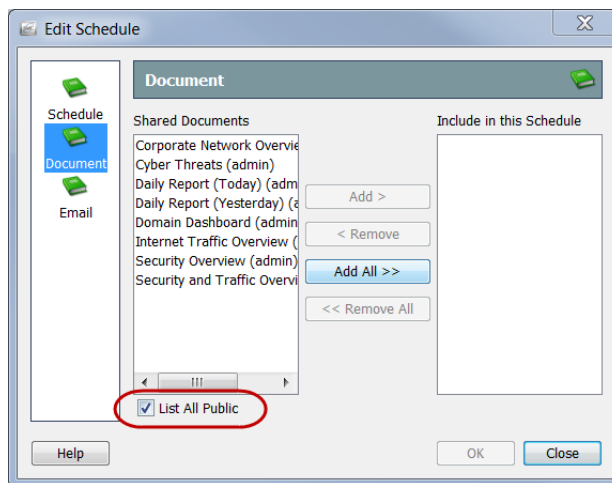 Edit Schedule
Document
Schedule
Document
Email
Shared Documents
Corporate Network Overvie
Cyber Threats (admin)
Daily Report (Today) (adm
Daily Report (Yesterday) (a
Domain Dashboard (admin
Internet Traffic Overview (
Security Overview (admin)
Security and Traffic Overvi
List All Public
Add >
< Remove
Add All >>
<< Remove All
Include in this Schedule
Help
OK
Close